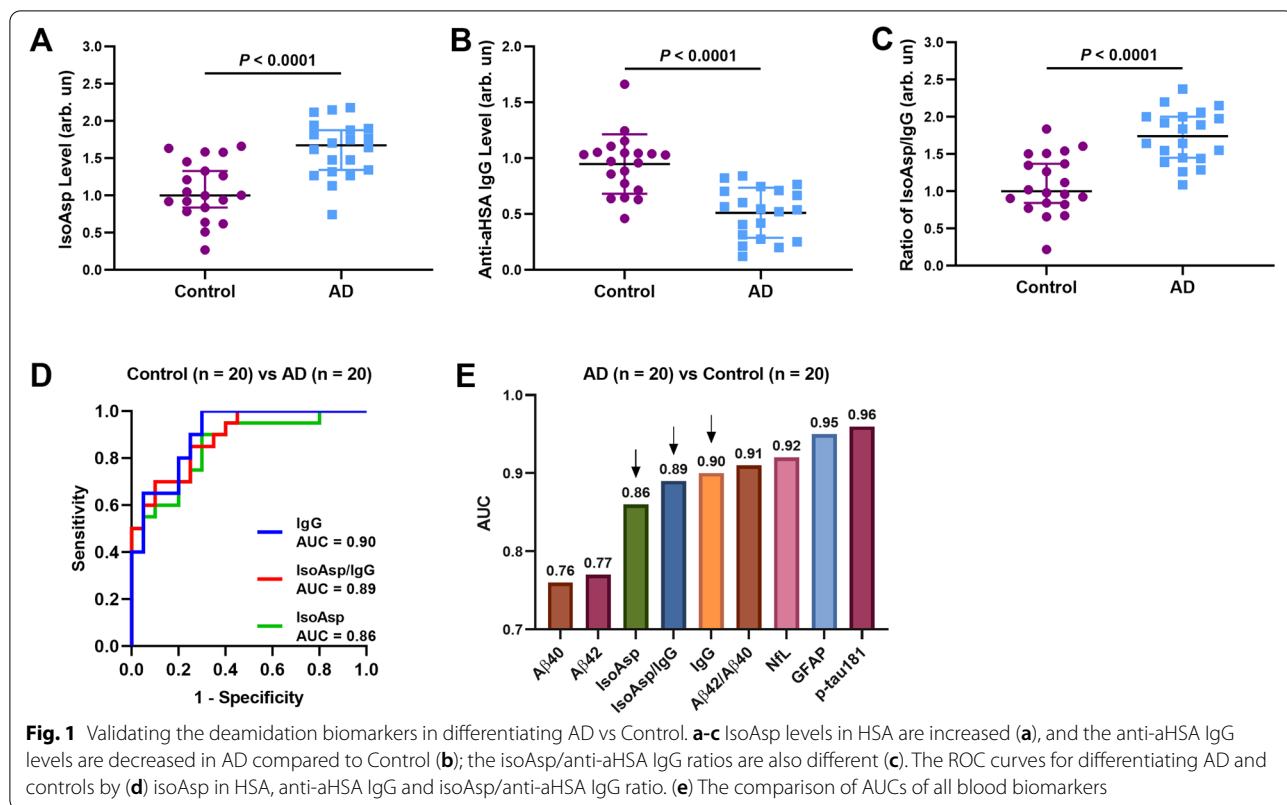 A
IsoAsp Level (arb. un)
3.0
2.5
2.0
1.5
1.0
0.5
0.0
P < 0.0001
Control
AD
B
Anti-aHSA IgG Level (arb. un)
2.0
1.5
1.0
0.5
0.0
P < 0.0001
Control
AD
C
Ratio of IsoAsp/IgG (arb. un)
3.0
2.5
2.0
1.5
1.0
0.5
0.0
P < 0.0001
Control
AD
D
Control (n = 20) vs AD (n = 20)
Sensitivity
1.0
0.8
0.6
0.4
0.2
0.0
IgG
AUC = 0.90
IsoAsp/IgG
AUC = 0.89
IsoAsp
AUC = 0.86
0.0 0.2 0.4 0.6 0.8 1.0
1 - Specificity
E
AD (n = 20) vs Control (n = 20)
AUC
1.0
0.9
0.8
0.7
0.76
0.77
0.86
0.89
0.90
0.91
0.92
0.95
0.96
Aβ40
Aβ42
IsoAsp
IsoAsp/IgG
IgG
Aβ42/Aβ40
NfL
GFAP
p-tau181
Fig. 1 Validating the deamidation biomarkers in differentiating AD vs Control. a-c IsoAsp levels in HSA are increased (a), and the anti-aHSA IgG
levels are decreased in AD compared to Control (b); the isoAsp/anti-aHSA IgG ratios are also different (c). The ROC curves for differentiating AD and
controls by (d) isoAsp in HSA, anti-aHSA IgG and isoAsp/anti-aHSA IgG ratio. (e) The comparison of AUCs of all blood biomarkers